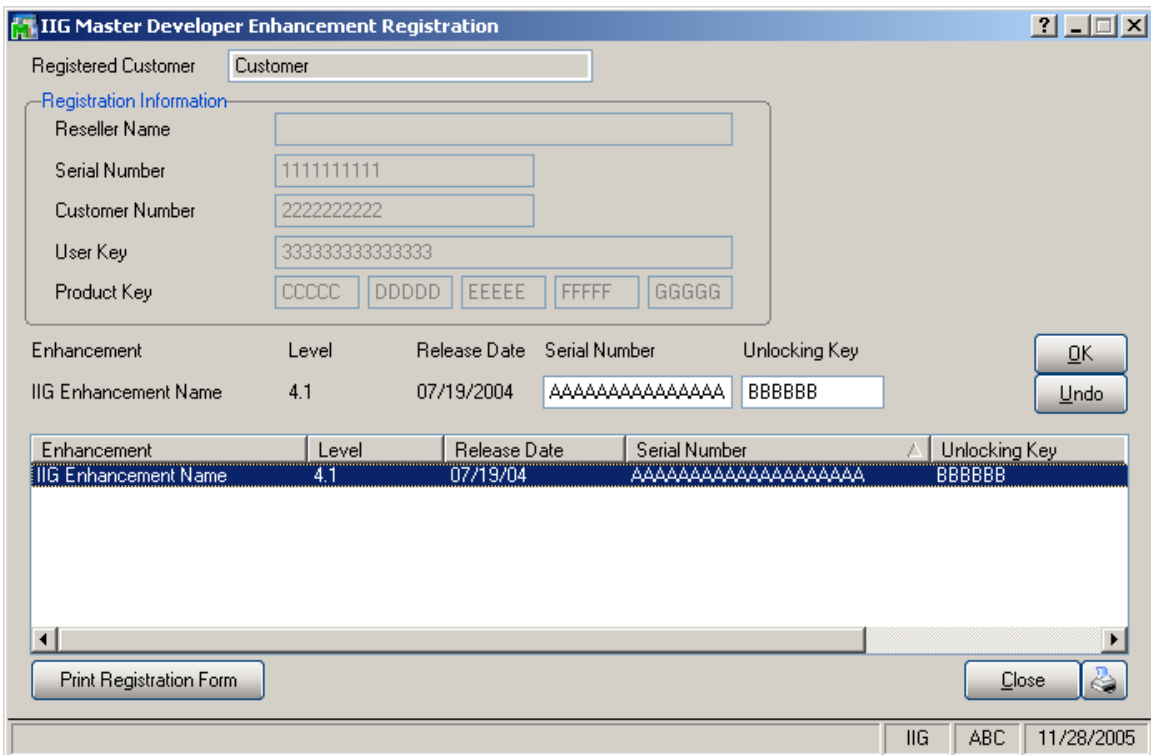 IIG Master Developer Enhancement Registration ?
Registered Customer Customer
Registration Information
Reseller Name
Serial Number 1111111111
Customer Number 2222222222
User Key 333333333333333
Product Key CCCCC DDDDD EEEEE FFFFF GGGGG
Enhancement Level Release Date Serial Number Unlocking Key OK
IIG Enhancement Name 4.1 07/19/2004 AAAAAAAAAAAAAAA BBBBBB Undo
Enhancement Level Release Date Serial Number Unlocking Key
IIG Enhancement Name 4.1 07/19/04 AAAAAAAAAAAAAAAAAAAA BBBBBB
Print Registration Form Close
IIG ABC 11/28/2005